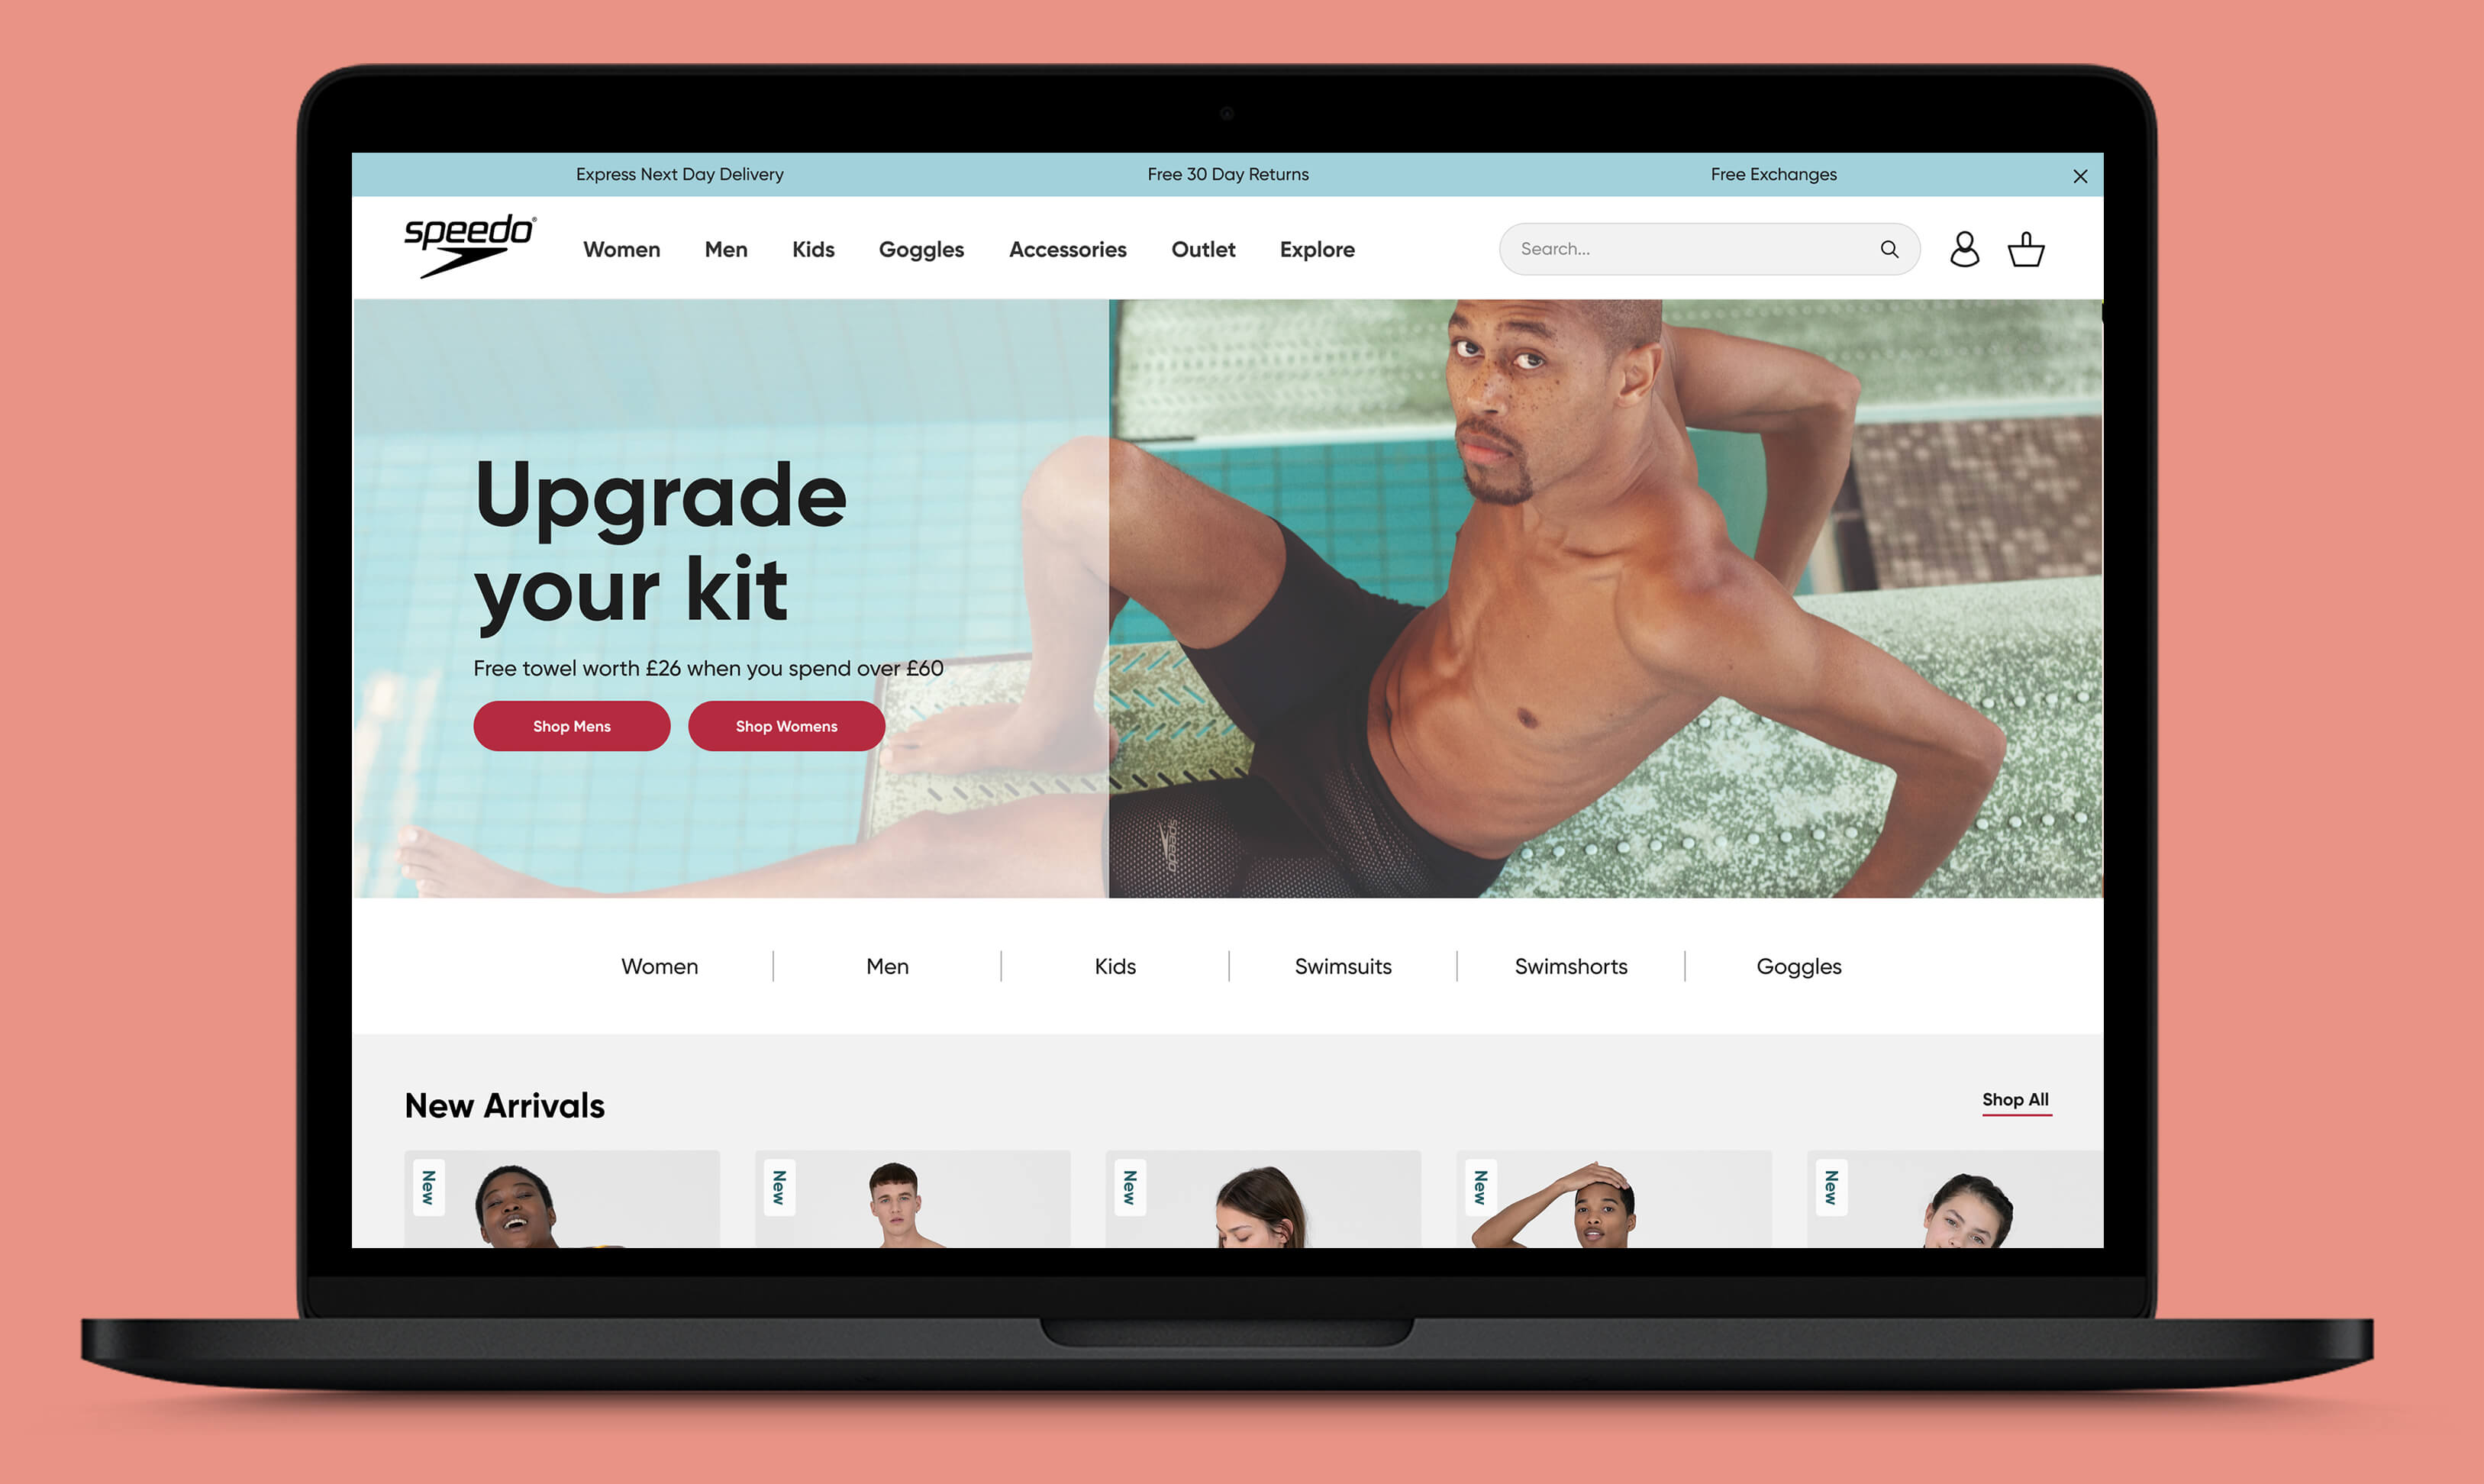 Express Next Day Delivery
Free 30 Day Returns
Free Exchanges
speedo®
Women
Men
Kids
Goggles
Accessories
Outlet
Explore
Search...
Upgrade
your kit
Free towel worth £26 when you spend over £60
Shop Mens
Shop Womens
speedo
Women
Men
Kids
Swimsuits
Swimshorts
Goggles
New Arrivals
Shop All
New
New
New
New
New